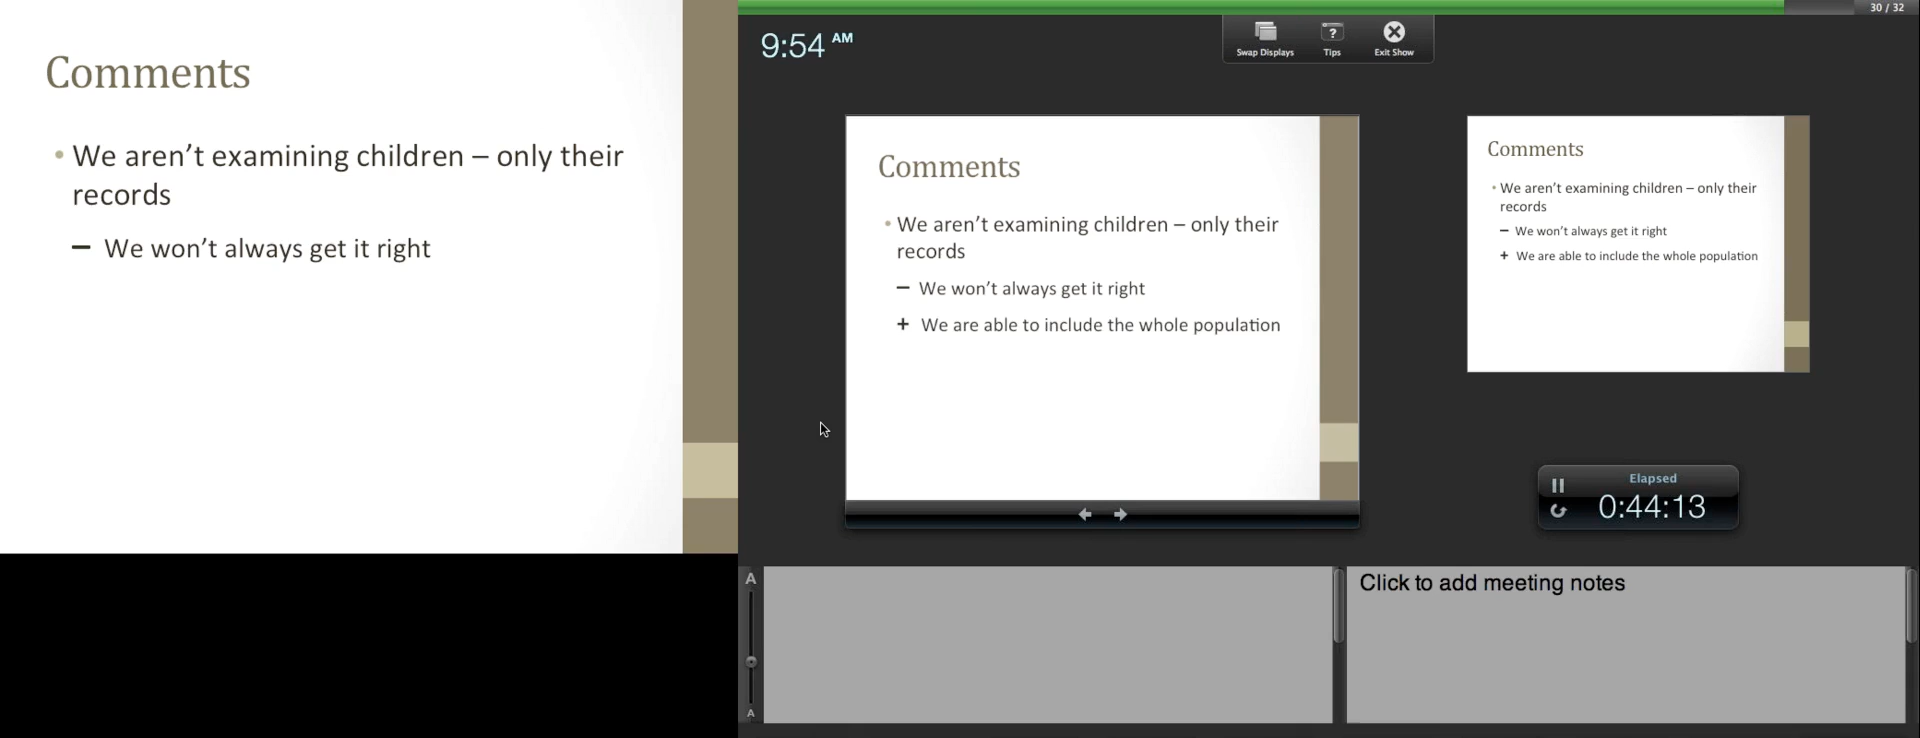 Comments
• We aren't examining children – only their
records
– We won't always get it right
30 / 32
9:54 AM
Swap Displays
Tips
Exit Show
Comments
• We aren't examining children – only their
records
– We won't always get it right
+ We are able to include the whole population
Comments
• We aren't examining children – only their
records
– We won't always get it right
+ We are able to include the whole population
Elapsed
0:44:13
A
A
Click to add meeting notes